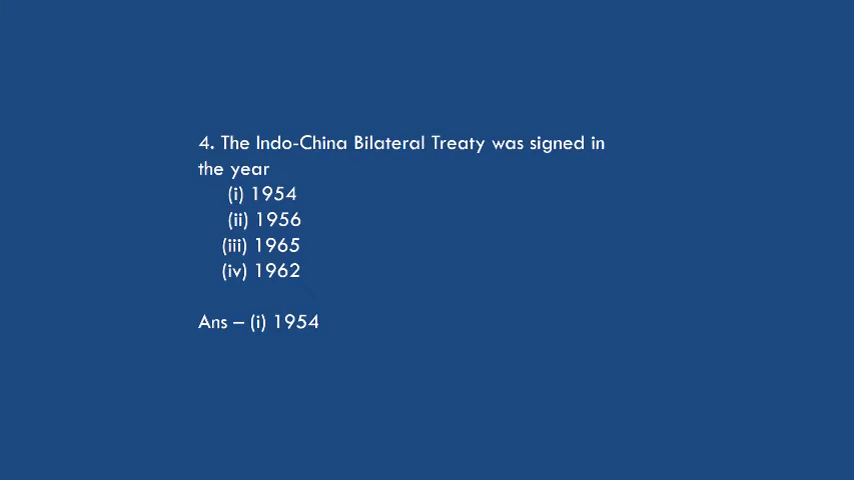 4. The Indo-China Bilateral Treaty was signed in
the year
(i) 1954
(ii) 1956
(iii) 1965
(iv) 1962
Ans – (i) 1954